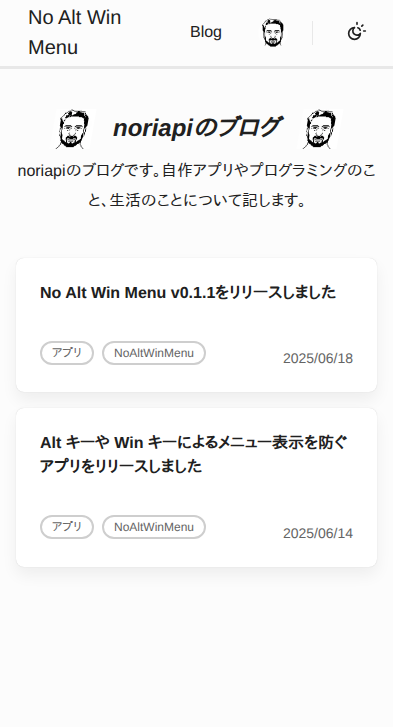 No Alt Win
Menu
Blog
noriapiのブログ
noriapiのブログです。自作アプリやプログラミングのこ
と、生活のことについて記します。
No Alt Win Menu v0.1.1をリリースしました
アプリ
NoAltWinMenu
2025/06/18
Alt キーや Win キーによるメニュー表示を防ぐ
アプリをリリースしました
アプリ
NoAltWinMenu
2025/06/14